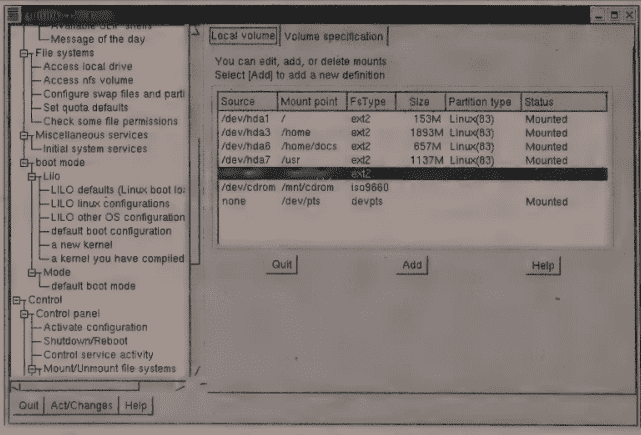 Message of the day
File systems
Access local drive
Access nfs volume
Configure swap files and parti
Set quota defaults
Check some file permissions
Miscellaneous services
Initial system services
boot mode
Lilo
LILO defaults (Linux boot loa
LILO linux configurations
LILO other OS configuration
default boot configuration
a new kernel
a kernel you have compiled
Mode
default boot mode
Control
Control panel
Activate configuration
Shutdown/Reboot
Control service activity
Mount/Unmount file systems
Quit Act/Changes Help
Local volume Volume specification
You can edit, add, or delete mounts
Select [Add] to add a new definition
Source Mount point FsType Size Partition type Status
/dev/hda1 / ext2 153M Linux(83) Mounted
/dev/hda3 /home ext2 1893M Linux(83) Mounted
/dev/hda6 /home/docs ext2 657M Linux(83) Mounted
/dev/hda7 /usr ext2 1137M Linux(83) Mounted
ext2
/dev/cdrom /mnt/cdrom iso9660
none /dev/pts devpts Mounted
Quit Add Help